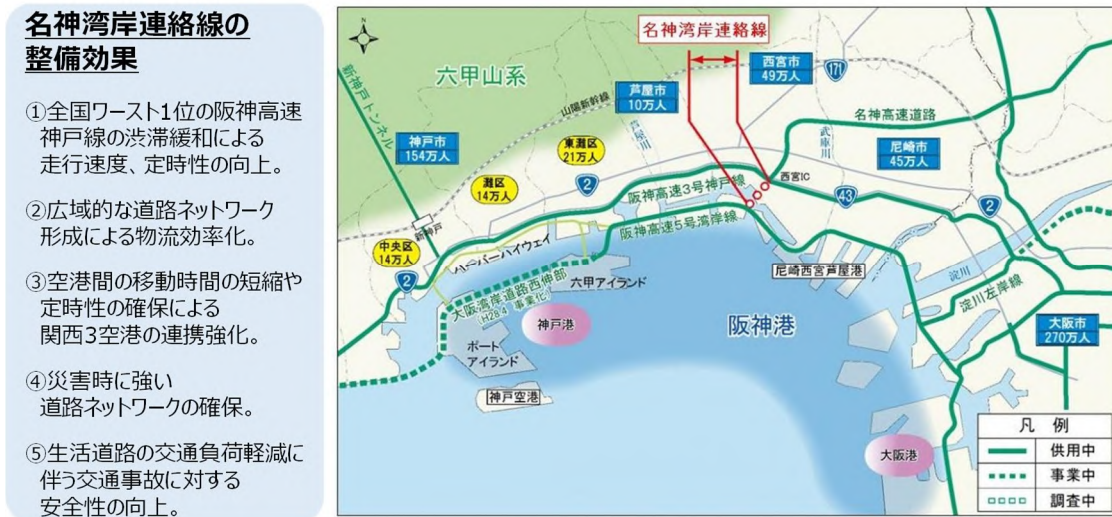 名神湾岸連絡線の
整備効果
①全国ワースト1位の阪神高速
神戸線の渋滞緩和による
走行速度、定時性の向上。
②広域的な道路ネットワーク
形成による物流効率化。
③空港間の移動時間の短縮や
定時性の確保による
関西3空港の連携強化。
④災害時に強い
道路ネットワークの確保。
⑤生活道路の交通負荷軽減に
伴う交通事故に対する
安全性の向上。
N
名神湾岸連絡線
六甲山系
新神戸トンネル
山陽新幹線
芦屋市
10万人
西宮市
49万人
171
名神高速道路
神戸市
154万人
東灘区
21万人
芦屋川
武庫川
尼崎市
45万人
灘区
14万人
2
西宮IC
阪神高速3号神戸線
43
2
新神戸
阪神高速5号湾岸線
中央区
14万人
2
ハーバーハイウェイ
六甲アイランド
尼崎西宮芦屋港
淀川
淀川左岸線
大阪湾岸道路西伸部
(H28.4 事業化)
神戸港
阪神港
大阪市
270万人
ポート
アイランド
神戸空港
大阪港
凡 例
供用中
事業中
調査中